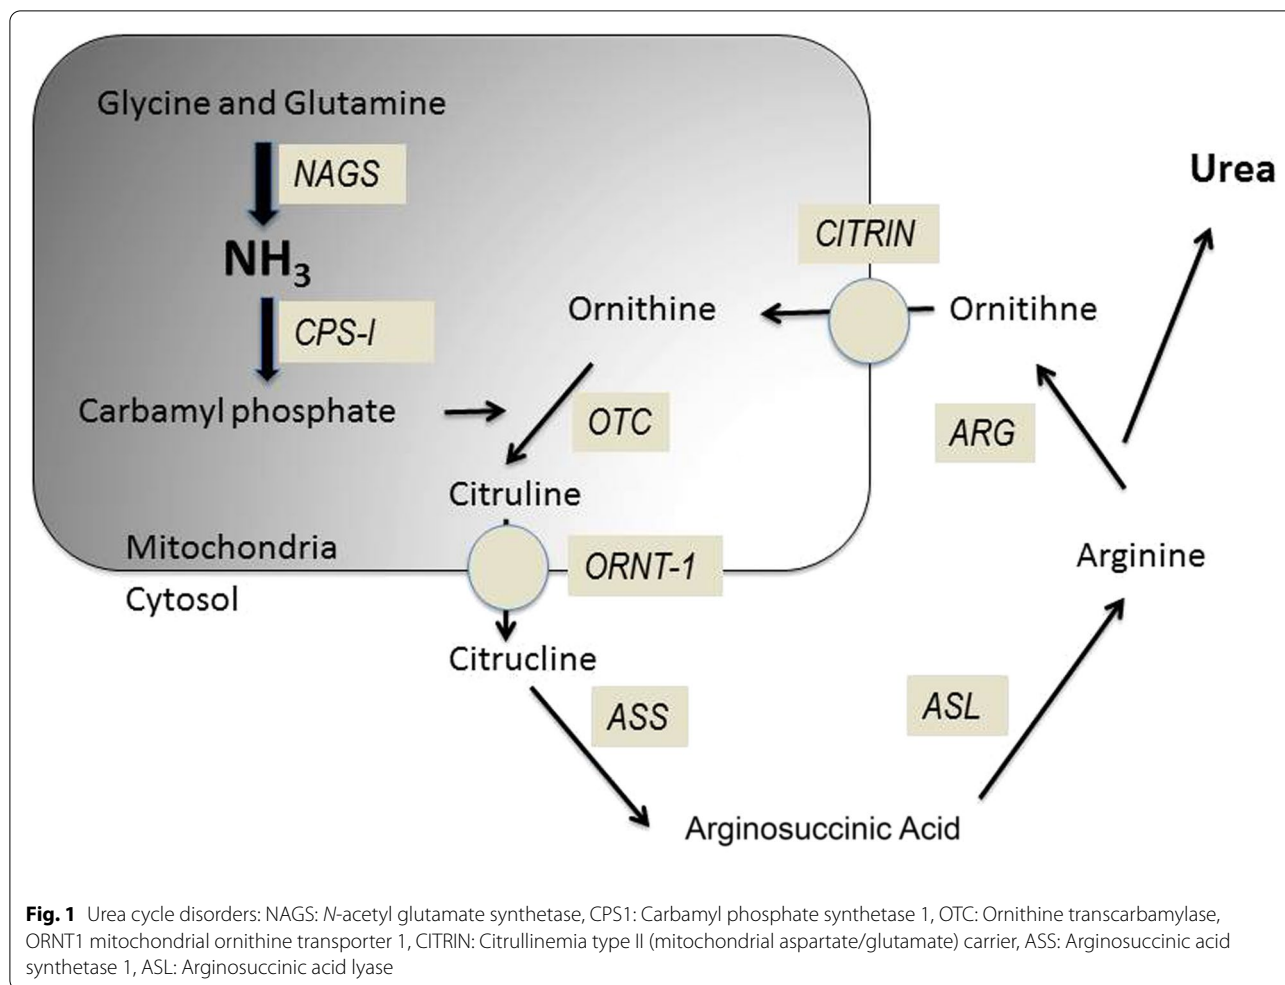 Glycine and Glutamine
NAGS
Urea
CITRIN
NH₃
CPS-I
Ornithine
Ornitihne
Carbamyl phosphate
OTC
ARG
Citruline
Mitochondria
ORNT-1
Arginine
Cytosol
Citrucline
ASS
ASL
Arginosuccinic Acid
Fig. 1 Urea cycle disorders: NAGS: N-acetyl glutamate synthetase, CPS1: Carbamyl phosphate synthetase 1, OTC: Ornithine transcarbamylase,
ORNT1 mitochondrial ornithine transporter 1, CITRIN: Citrullinemia type II (mitochondrial aspartate/glutamate) carrier, ASS: Arginosuccinic acid
synthetase 1, ASL: Arginosuccinic acid lyase